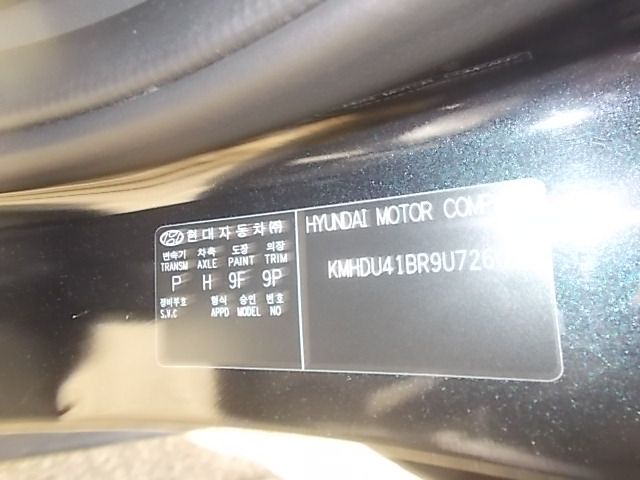 현대자동차㈜
변속기 차축 도장 의장
TRANSM AXLE PAINT TRIM
P H 9F 9P
정비부호 형식 승인 번호
S.V.C APPD MODEL NO
HYUNDAI MOTOR COMP
KMHDU41BR9U726